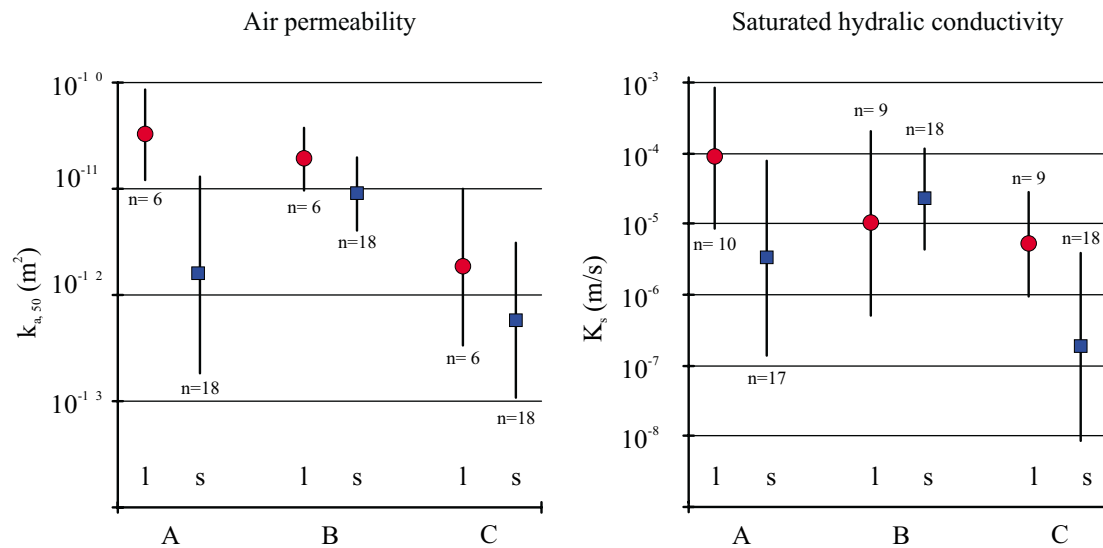 Air permeability
10⁻¹⁰
10⁻¹¹
10⁻¹²
10⁻¹³
kₐ, ₅₀ (m²)
n= 6
n=18
n= 6
n=18
n= 6
n=18
l s l s l s
A B C
Saturated hydralic conductivity
10⁻³
10⁻⁴
10⁻⁵
10⁻⁶
10⁻⁷
10⁻⁸
Kₛ (m/s)
n= 10
n=17
n= 9
n=18
n= 9
n=18
l s l s l s
A B C